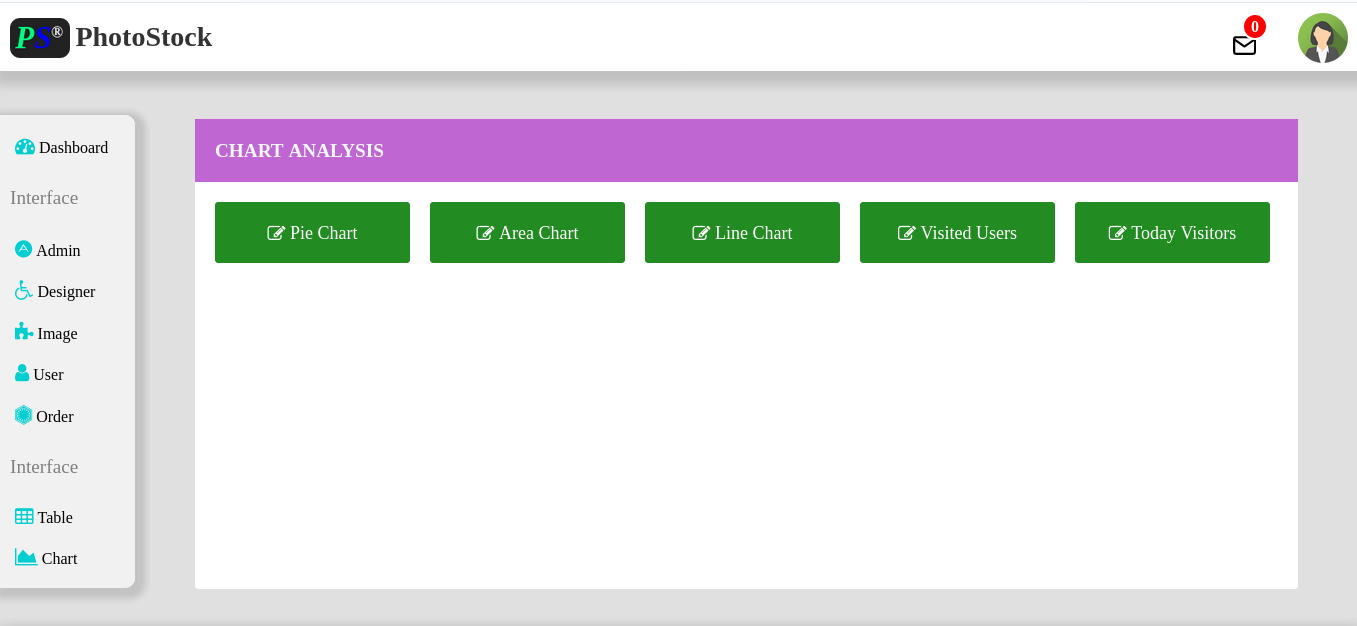 PS® PhotoStock
0
Dashboard
Interface
Admin
Designer
Image
User
Order
Interface
Table
Chart
CHART ANALYSIS
Pie Chart
Area Chart
Line Chart
Visited Users
Today Visitors